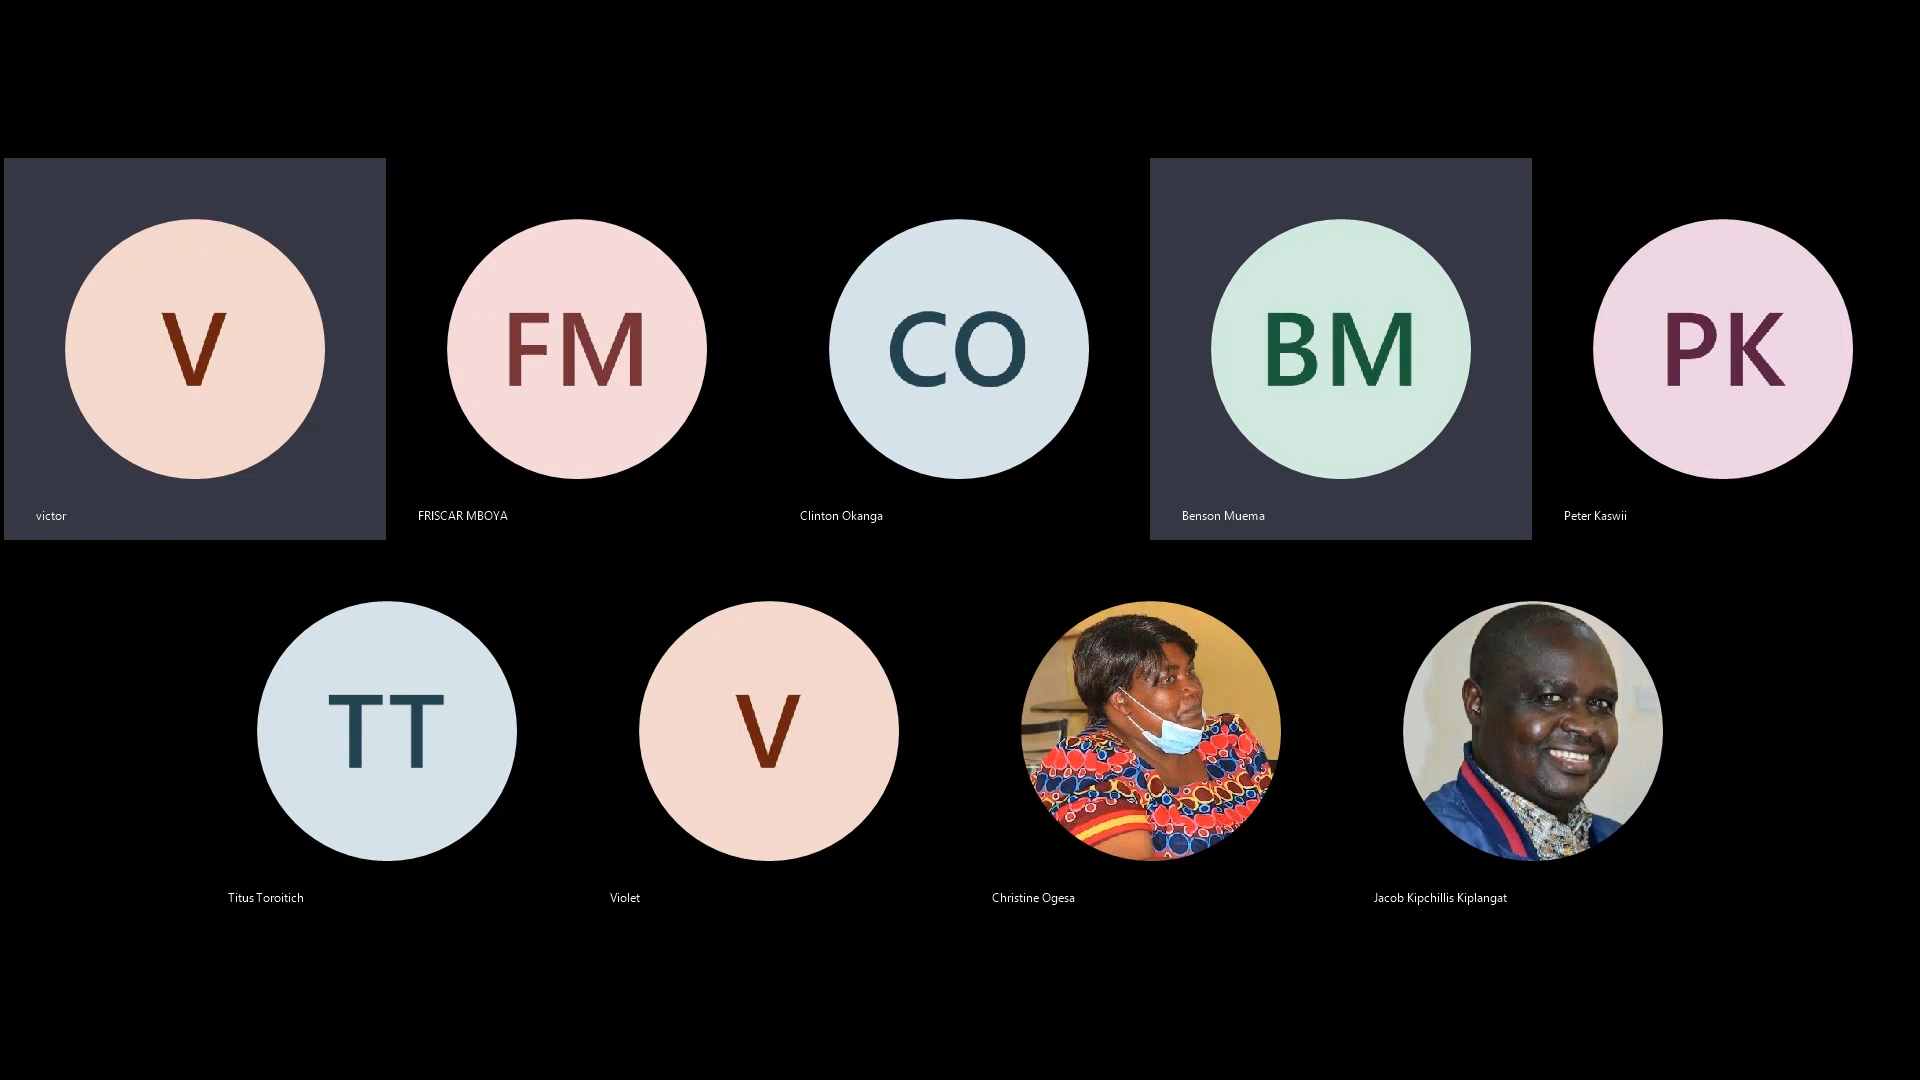 V
FM
CO
BM
PK
victor
FRISCAR MBOYA
Clinton Okanga
Benson Muema
Peter Kaswii
TT
V
Titus Toroitich
Violet
Christine Ogesa
Jacob Kipchillis Kiplangat